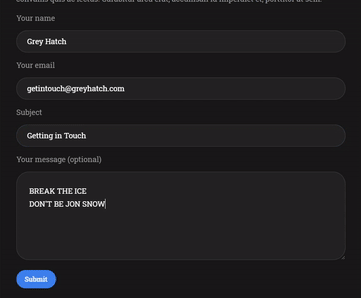 Your name
Grey Hatch
Your email
getintouch@greyhatch.com
Subject
Getting in Touch
Your message (optional)
BREAK THE ICE
DON'T BE JON SNOW
Submit